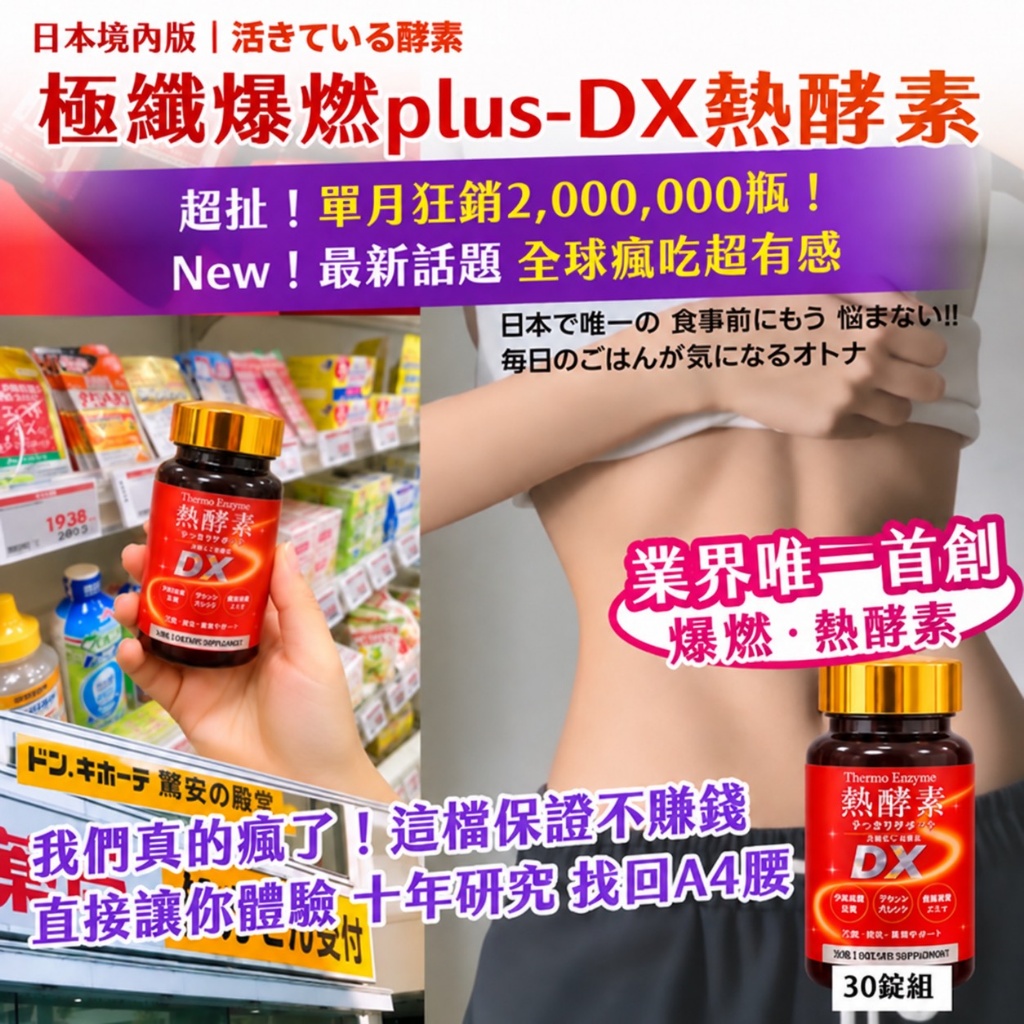 日本境內版｜活きている酵素
極纖爆燃plus-DX熱酵素
超扯！單月狂銷2,000,000瓶！
New！最新話題 全球瘋吃超有感
日本で唯一の 食事前にもう 悩まない!!
毎日のごはんが気になるオトナ
1938
Thermo Enzyme
熱酵素
DX
業界唯一首創
爆燃·熱酵素
ドン.キホーテ 驚安の殿堂
我們真的瘋了！這檔保證不賺錢
直接讓你體驗 十年研究 找回A4腰
受付
Thermo Enzyme
熱酵素
DX
30錠組